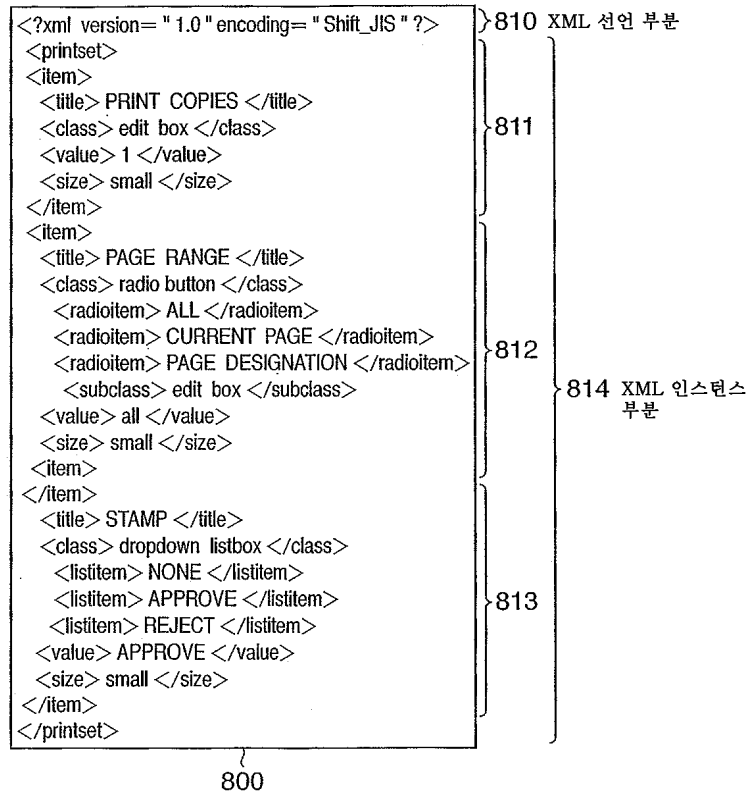 <?xml version= " 1.0 " encoding= " Shift_JIS " ?>
810 XML 선언 부분
<printset>
<item>
<title> PRINT COPIES </title>
<class> edit box </class>
811
<value> 1 </value>
<size> small </size>
</item>
<item>
<title> PAGE RANGE </title>
<class> radio button </class>
<radioitem> ALL </radioitem>
<radioitem> CURRENT PAGE </radioitem>
812
<radioitem> PAGE DESIGNATION </radioitem>
<subclass> edit box </subclass>
814 XML 인스턴스
부분
<value> all </value>
<size> small </size>
<item>
</item>
<title> STAMP </title>
<class> dropdown listbox </class>
<listitem> NONE </listitem>
<listitem> APPROVE </listitem>
813
<listitem> REJECT </listitem>
<value> APPROVE </value>
<size> small </size>
</item>
</printset>
800